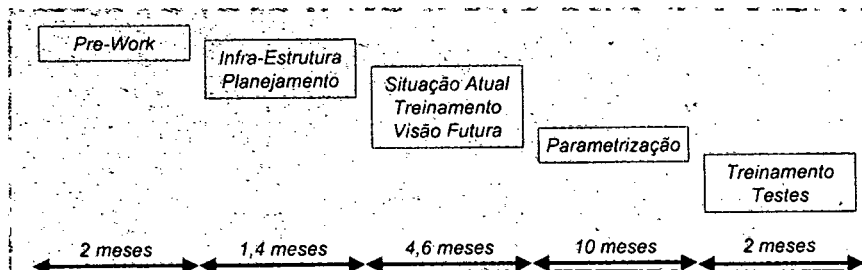 Pre-Work
Infra-Estrutura
Planejamento
Situação Atual
Treinamento
Visão Futura
Parametrização
Treinamento
Testes
2 meses
1,4 meses
4,6 meses
10 meses
2 meses